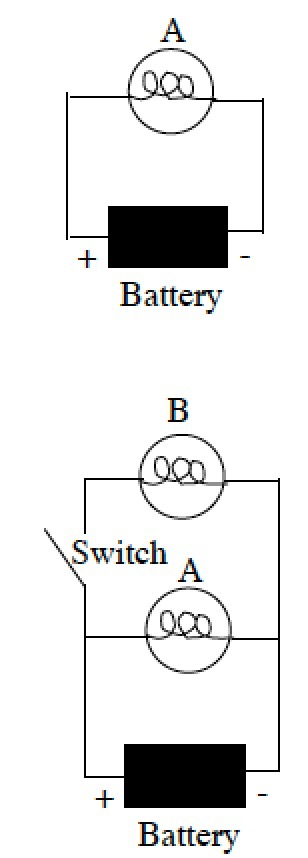 A
+ -
Battery
B
Switch
A
+ -
Battery